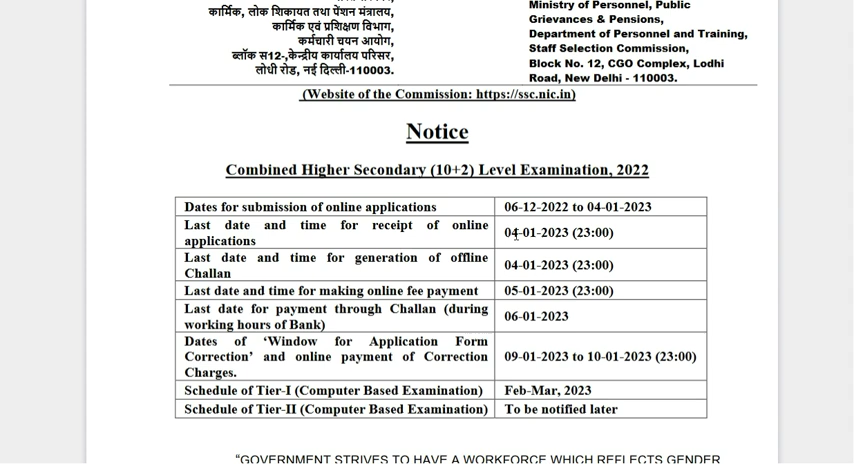 कार्मिक, लोक शिकायत तथा पेंशन मंत्रालय,
कार्मिक एवं प्रशिक्षण विभाग,
कर्मचारी चयन आयोग,
ब्लॉक स12-,केन्द्रीय कार्यालय परिसर,
लोधी रोड, नई दिल्ली-110003.
Ministry of Personnel, Public
Grievances & Pensions,
Department of Personnel and Training,
Staff Selection Commission,
Block No. 12, CGO Complex, Lodhi
Road, New Delhi - 110003.
(Website of the Commission: https://ssc.nic.in)
Notice
Combined Higher Secondary (10+2) Level Examination, 2022
Dates for submission of online applications 06-12-2022 to 04-01-2023
Last date and time for receipt of online
applications
04-01-2023 (23:00)
Last date and time for generation of offline
Challan
04-01-2023 (23:00)
Last date and time for making online fee payment 05-01-2023 (23:00)
Last date for payment through Challan (during
working hours of Bank)
06-01-2023
Dates of ‘Window for Application Form
Correction’ and online payment of Correction
Charges.
09-01-2023 to 10-01-2023 (23:00)
Schedule of Tier-I (Computer Based Examination) Feb-Mar, 2023
Schedule of Tier-II (Computer Based Examination) To be notified later
“GOVERNMENT STRIVES TO HAVE A WORKFORCE WHICH REFLECTS GENDER